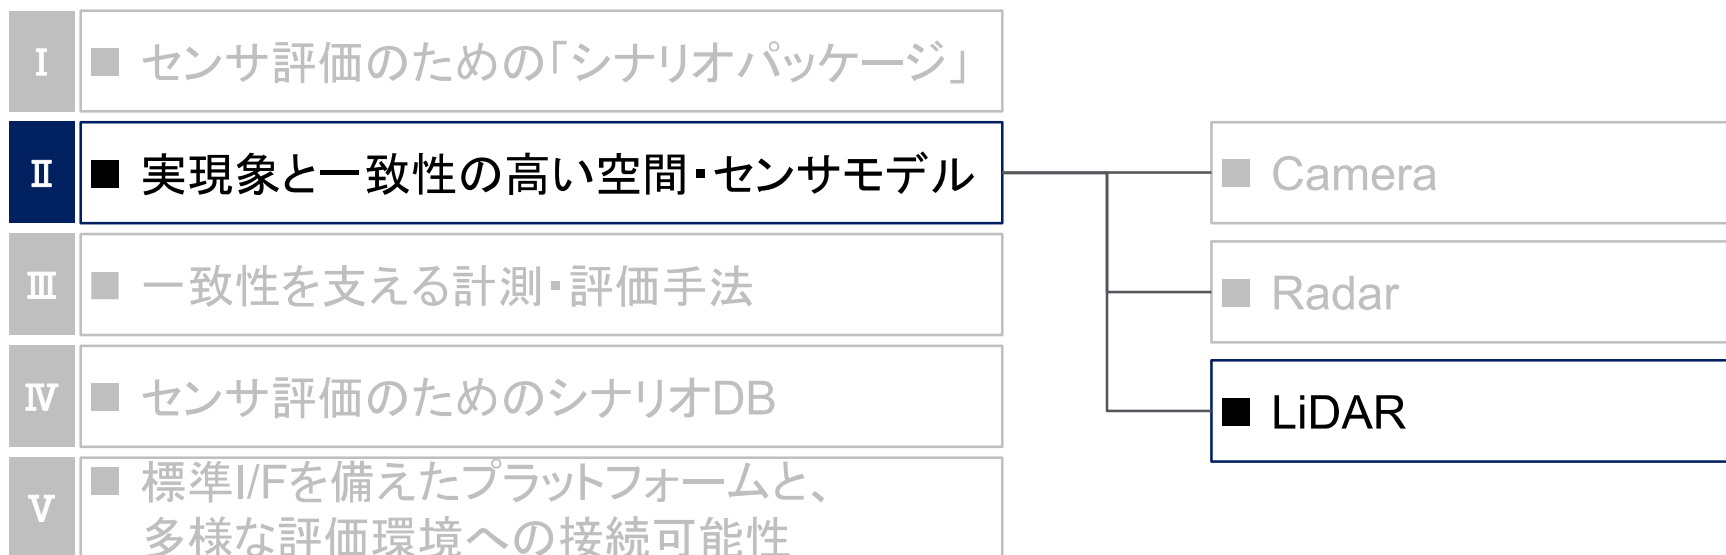 Ⅰ ■ センサ評価のための「シナリオパッケージ」
Ⅱ ■ 実現象と一致性の高い空間・センサモデル
■ Camera
Ⅲ ■ 一致性を支える計測・評価手法
■ Radar
Ⅳ ■ センサ評価のためのシナリオDB
■ LiDAR
Ⅴ ■ 標準I/Fを備えたプラットフォームと、
多様な評価環境への接続可能性